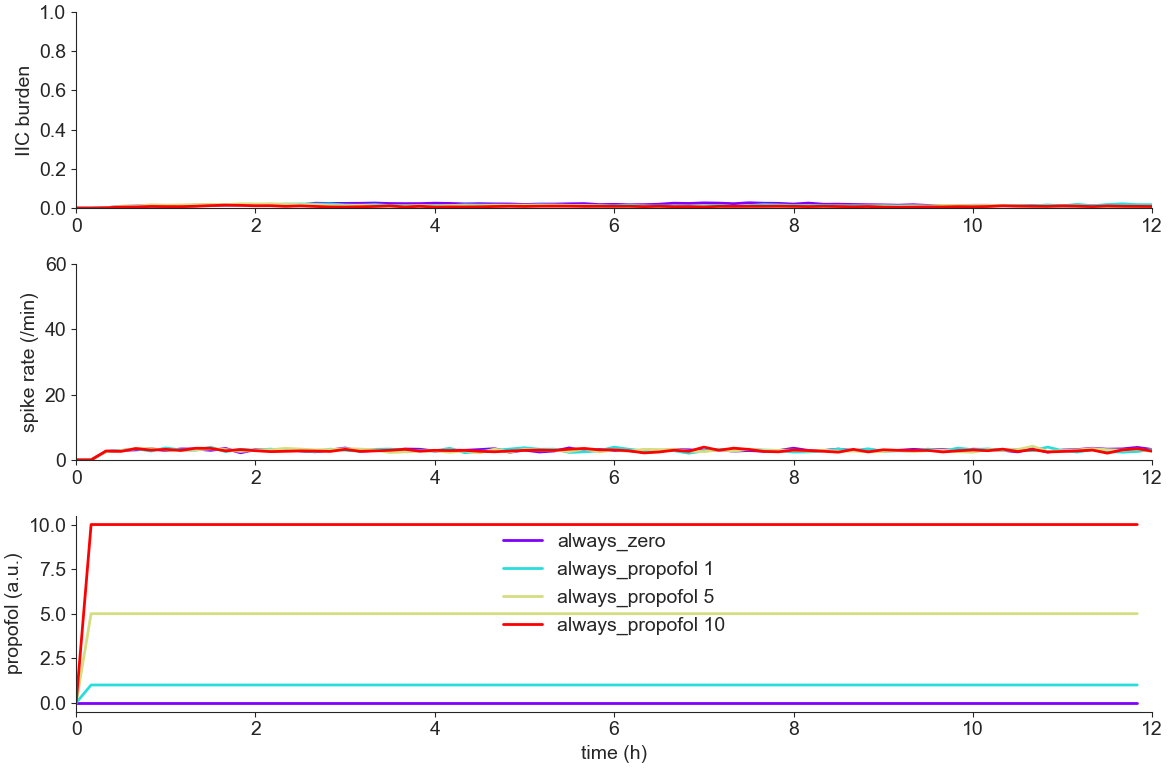 1.0
0.8
0.6
0.4
0.2
0.0
IIC burden
0 2 4 6 8 10 12
60
40
20
0
spike rate (/min)
0 2 4 6 8 10 12
10.0
7.5
5.0
2.5
0.0
propofol (a.u.)
always_zero
always_propofol 1
always_propofol 5
always_propofol 10
0 2 4 6 8 10 12
time (h)